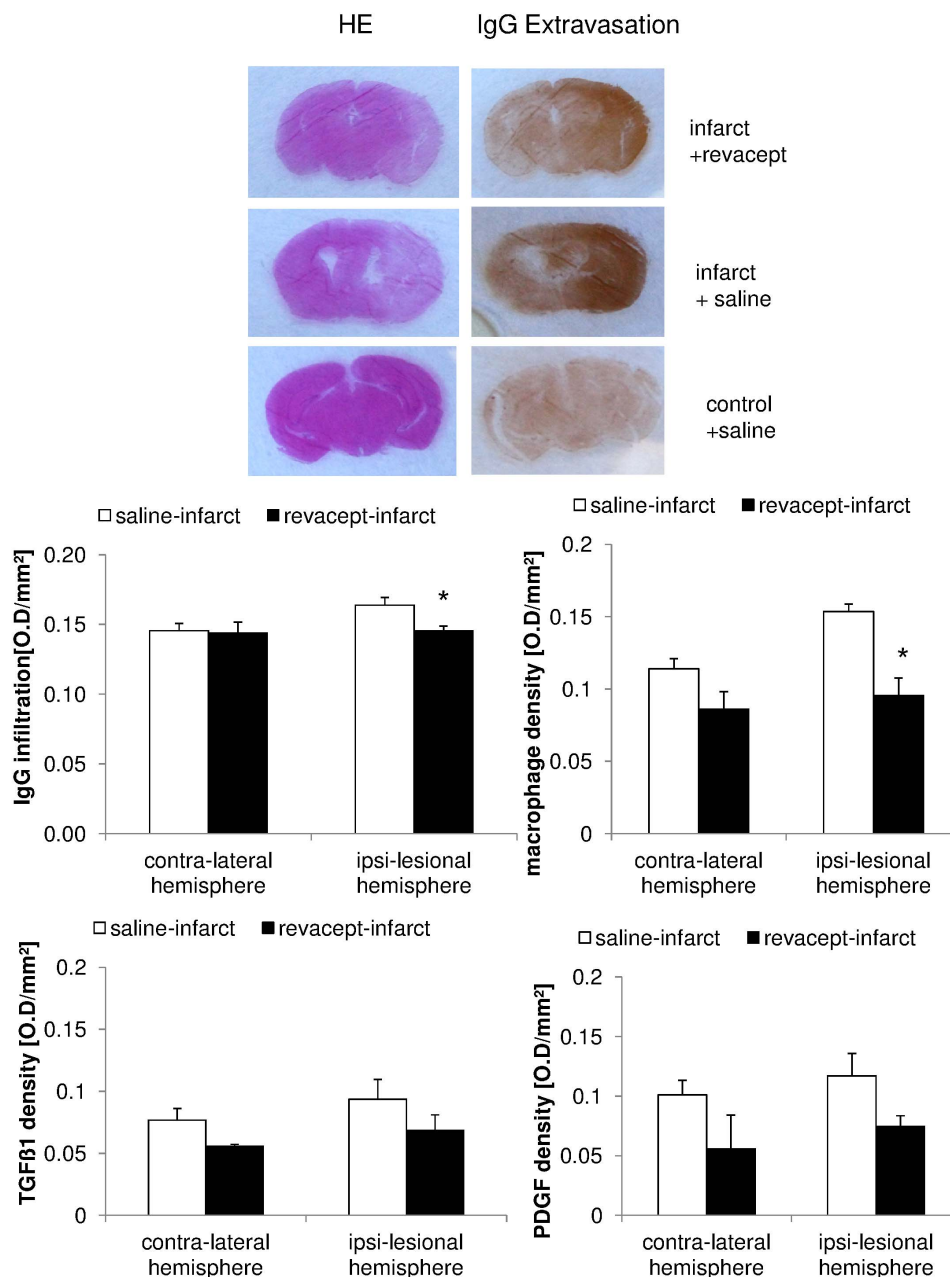 HE
IgG Extravasation
infarct
+revacept
infarct
+ saline
control
+saline
saline-infarct
revacept-infarct
IgG infiltration[O.D/mm²]
0.20
0.15
0.10
0.05
0.00
contra-lateral
hemisphere
ipsi-lesional
hemisphere
*
saline-infarct
revacept-infarct
macrophage density [O.D/mm²]
0.2
0.15
0.1
0.05
0
contra-lateral
hemisphere
ipsi-lesional
hemisphere
*
saline-infarct
revacept-infarct
TGFß1 density [O.D/mm²]
0.2
0.15
0.1
0.05
0
contra-lateral
hemisphere
ipsi-lesional
hemisphere
saline-infarct
revacept-infarct
PDGF density [O.D/mm²]
0.2
0.15
0.1
0.05
0
contra-lateral
hemisphere
ipsi-lesional
hemisphere